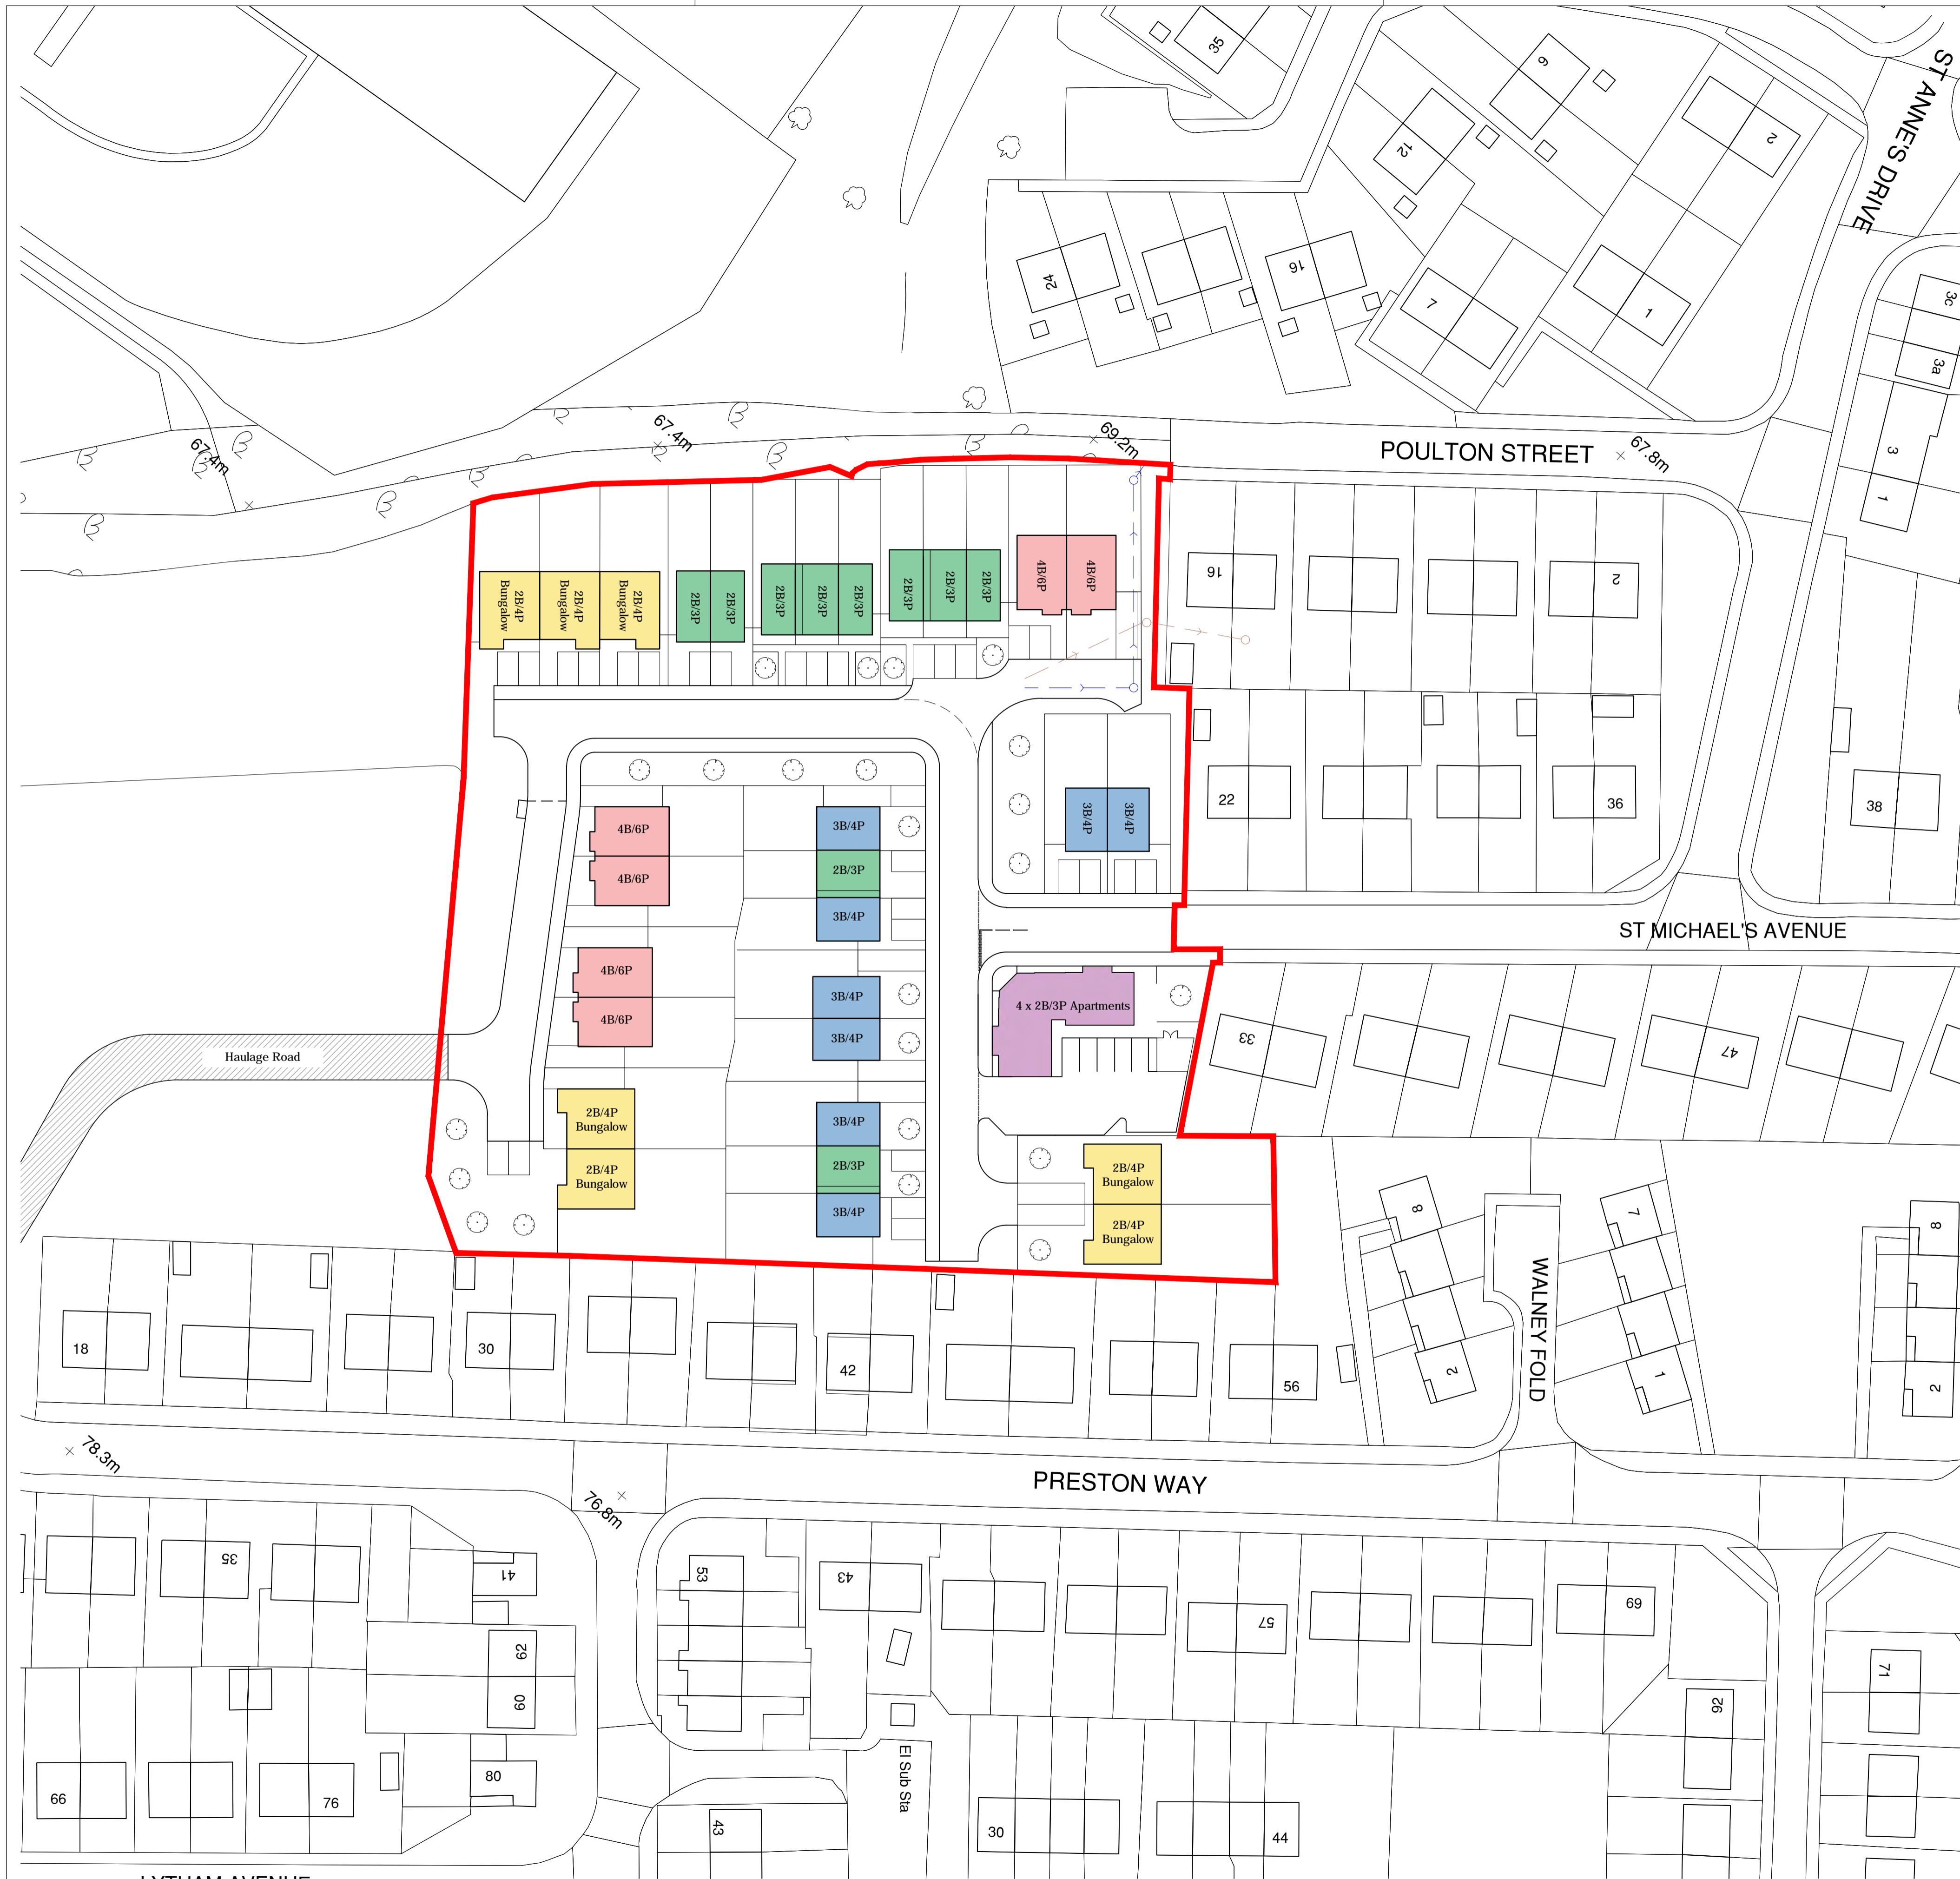 35
9
12
2
ST ANNE'S DRIVE
24
16
7
1
3c
3a
3
1
67.4m
67.4m
69.2m
POULTON STREET
67.8m
2B/4P
Bungalow
2B/4P
Bungalow
2B/4P
Bungalow
2B/3P
2B/3P
2B/3P
2B/3P
2B/3P
2B/3P
2B/3P
2B/3P
4B/6P
4B/6P
16
2
22
36
38
3B/4P
3B/4P
4B/6P
4B/6P
3B/4P
2B/3P
3B/4P
ST MICHAEL'S AVENUE
4B/6P
4B/6P
3B/4P
3B/4P
4 x 2B/3P Apartments
33
47
Haulage Road
2B/4P
Bungalow
2B/4P
Bungalow
3B/4P
2B/3P
3B/4P
2B/4P
Bungalow
2B/4P
Bungalow
8
2
7
1
8
2
WALNEY FOLD
18
30
42
56
78.3m
76.8m
PRESTON WAY
35
41
62
60
53
43
57
69
71
92
66
76
80
43
El Sub Sta
30
44
LYTHAM AVENUE